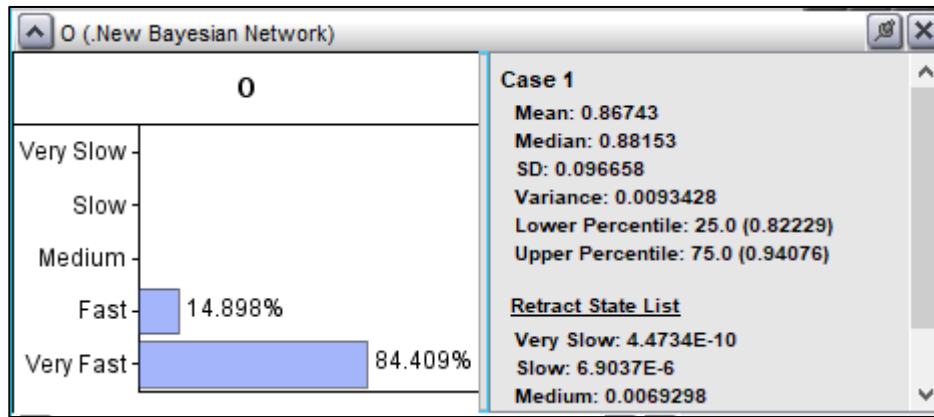 O (.New Bayesian Network)
O
Very Slow
Slow
Medium
Fast
14.898%
Very Fast
84.409%
Case 1
Mean: 0.86743
Median: 0.88153
SD: 0.096658
Variance: 0.0093428
Lower Percentile: 25.0 (0.82229)
Upper Percentile: 75.0 (0.94076)
Retract State List
Very Slow: 4.4734E-10
Slow: 6.9037E-6
Medium: 0.0069298